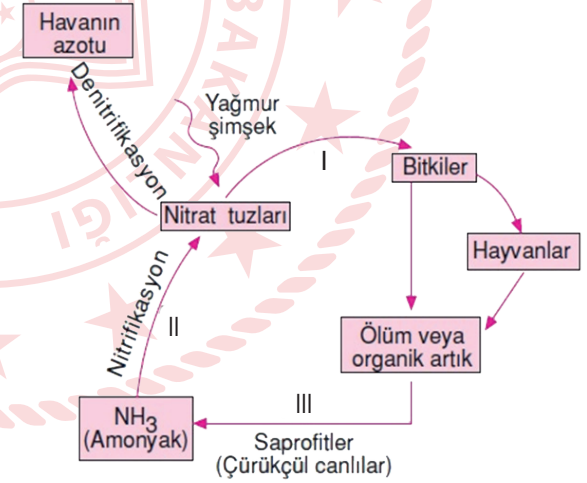 Havanın
azotu
Denitrifikasyon
Yağmur
şimşek
I
Bitkiler
Nitrat tuzları
Hayvanlar
Nitrifikasyon
II
Ölüm veya
organik artık
III
NH₃
(Amonyak)
Saprofitler
(Çürükçül canlılar)
BAKANLIĞI